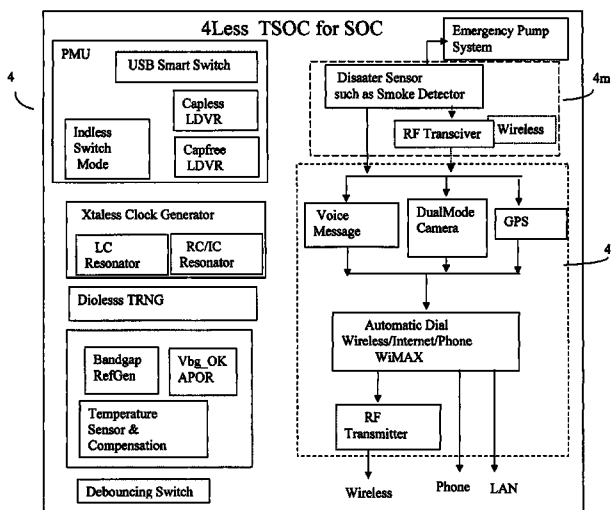 4Less TSOC for SOC
PMU
USB Smart Switch
Capless
LDVR
Indless
Switch
Mode
Capfree
LDVR
Xtaless Clock Generator
LC
Resonator
RC/IC
Resonator
Diolesss TRNG
Bandgap
RefGen
Vbg_OK
APOR
Temperature
Sensor &
Compensation
Debouncing Switch
4
Emergency Pump
System
Disaater Sensor
such as Smoke Detector
RF Transciver
Wireless
4m
Voice
Message
DualMode
Camera
GPS
4
Automatic Dial
Wireless/Internet/Phone
WiMAX
RF
Transmitter
Wireless
Phone
LAN